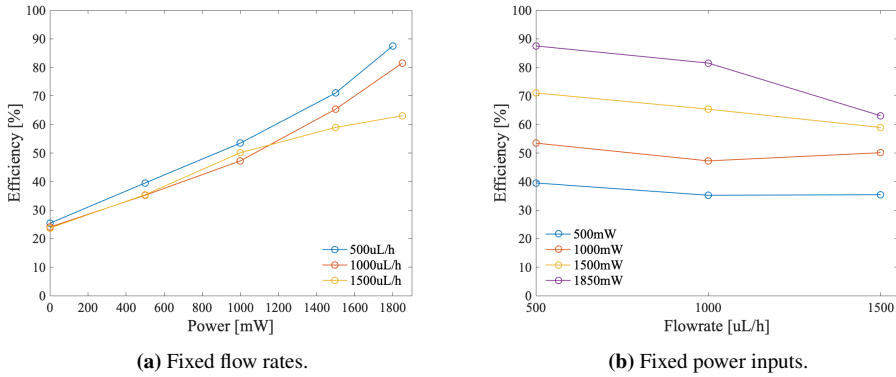 100
90
80
70
60
50
40
30
20
10
0
Efficiency [%]
500uL/h
1000uL/h
1500uL/h
0 200 400 600 800 1000 1200 1400 1600 1800
Power [mW]
(a) Fixed flow rates.
100
90
80
70
60
50
40
30
20
10
0
Efficiency [%]
500mW
1000mW
1500mW
1850mW
500 1000 1500
Flowrate [uL/h]
(b) Fixed power inputs.